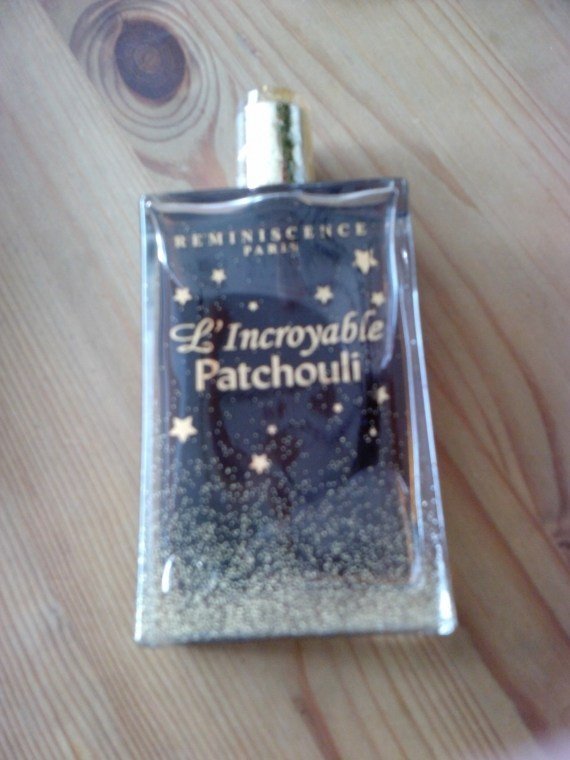 REMINISCENCE
PARIS
L'Incroyable
Patchouli